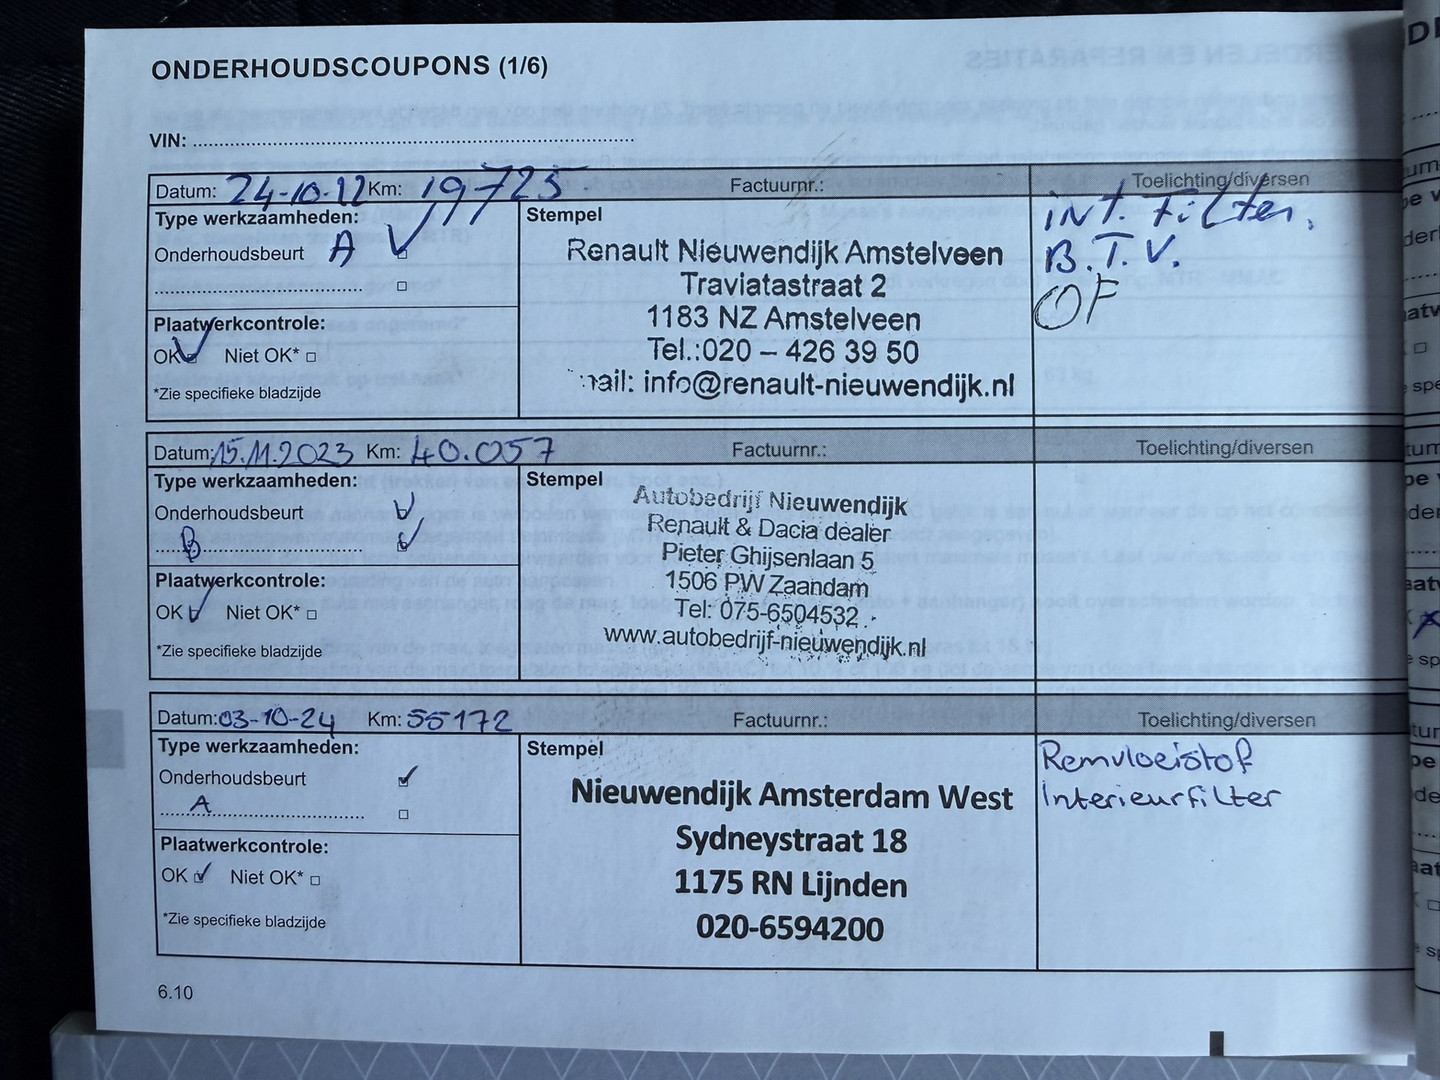 ONDERHOUDSCOUPONS (1/6)
VIN:
Datum: 24-10-22 Km: 19725 Factuurnr.: Toelichting/diversen
Type werkzaamheden:
Onderhoudsbeurt A
Plaatwerkcontrole:
OK Niet OK*
*Zie specifieke bladzijde
Stempel
Renault Nieuwendijk Amstelveen
Traviatastraat 2
1183 NZ Amstelveen
Tel.:020 – 426 39 50
ail: info@renault-nieuwendijk.nl
int. Filter.
B.T.V.
OF
Datum: 15.11.2023 Km: 40.057 Factuurnr.: Toelichting/diversen
Type werkzaamheden:
Onderhoudsbeurt
B
Plaatwerkcontrole:
OK Niet OK*
*Zie specifieke bladzijde
Stempel
Autobedrijf Nieuwendijk
Renault & Dacia dealer
Pieter Ghijsenlaan 5
1506 PW Zaandam
Tel: 075-6504532
www.autobedrijf-nieuwendijk.nl
Datum: 03-10-24 Km: 55172 Factuurnr.: Toelichting/diversen
Type werkzaamheden:
Onderhoudsbeurt
A
Plaatwerkcontrole:
OK Niet OK*
*Zie specifieke bladzijde
Stempel
Nieuwendijk Amsterdam West
Sydneystraat 18
1175 RN Lijnden
020-6594200
Remvloeistof
Interieurfilter
6.10